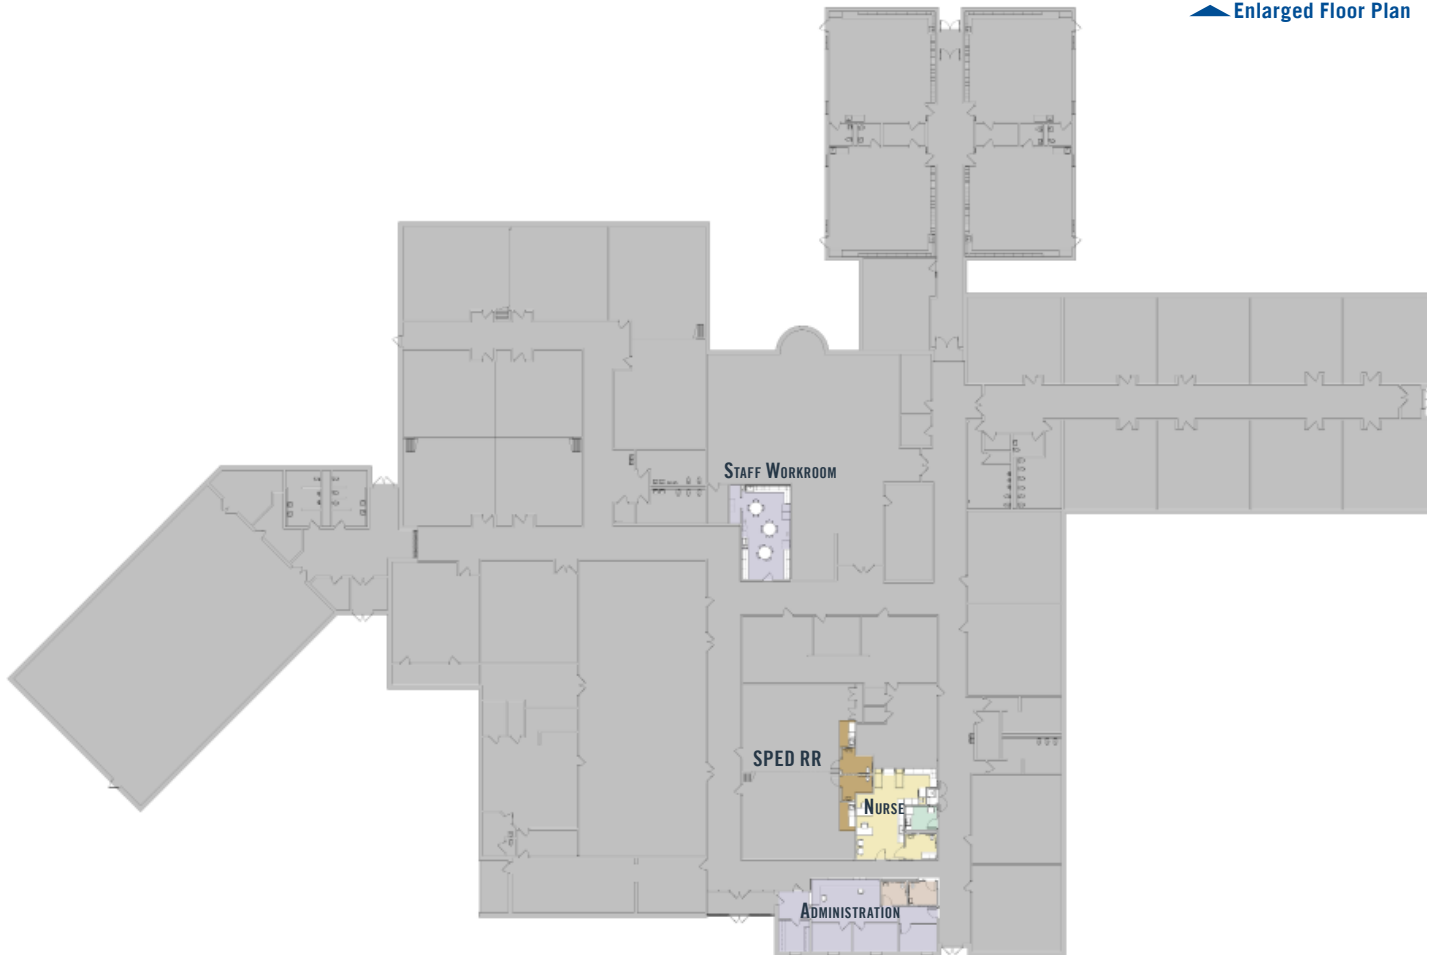 Enlarged Floor Plan
Staff Workroom
SPED RR
Nurse
Administration